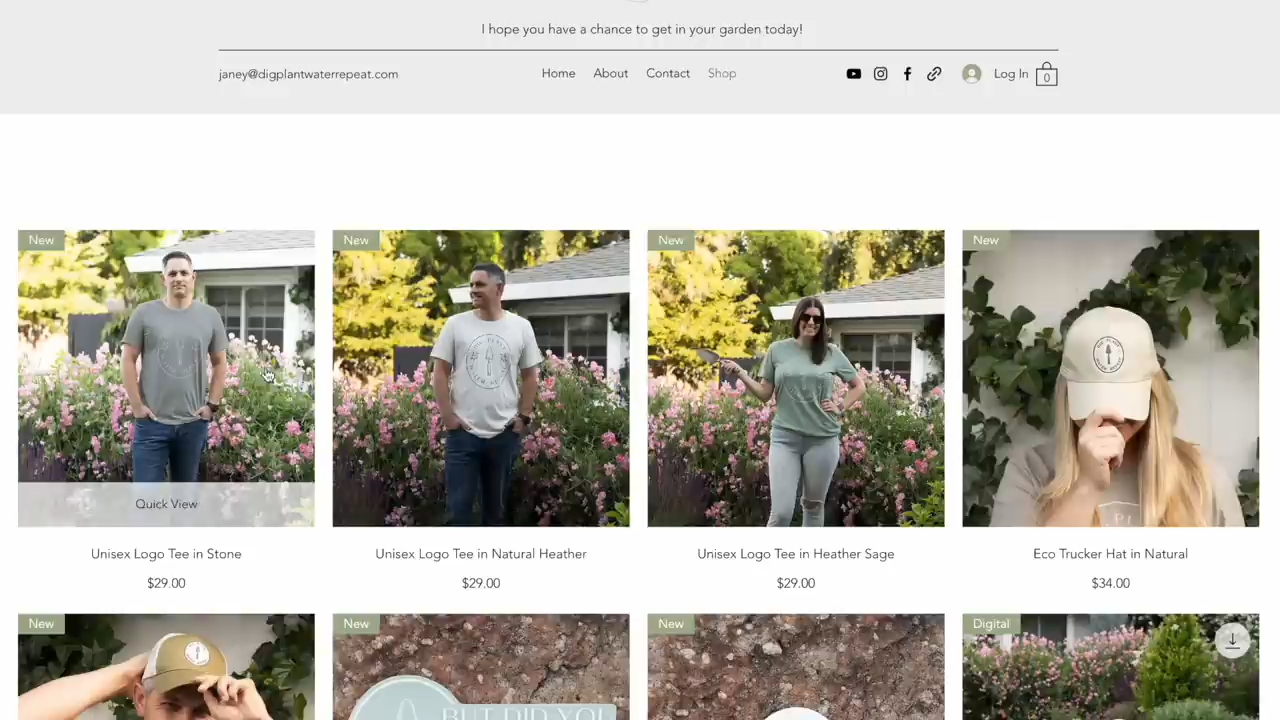 I hope you have a chance to get in your garden today!
janey@digplantwaterrepeat.com
Home About Contact Shop
Log In
0
New
New
New
New
Quick View
Unisex Logo Tee in Stone
Unisex Logo Tee in Natural Heather
Unisex Logo Tee in Heather Sage
Eco Trucker Hat in Natural
$29.00
$29.00
$29.00
$34.00
New
New
New
Digital
BUT DID YOU